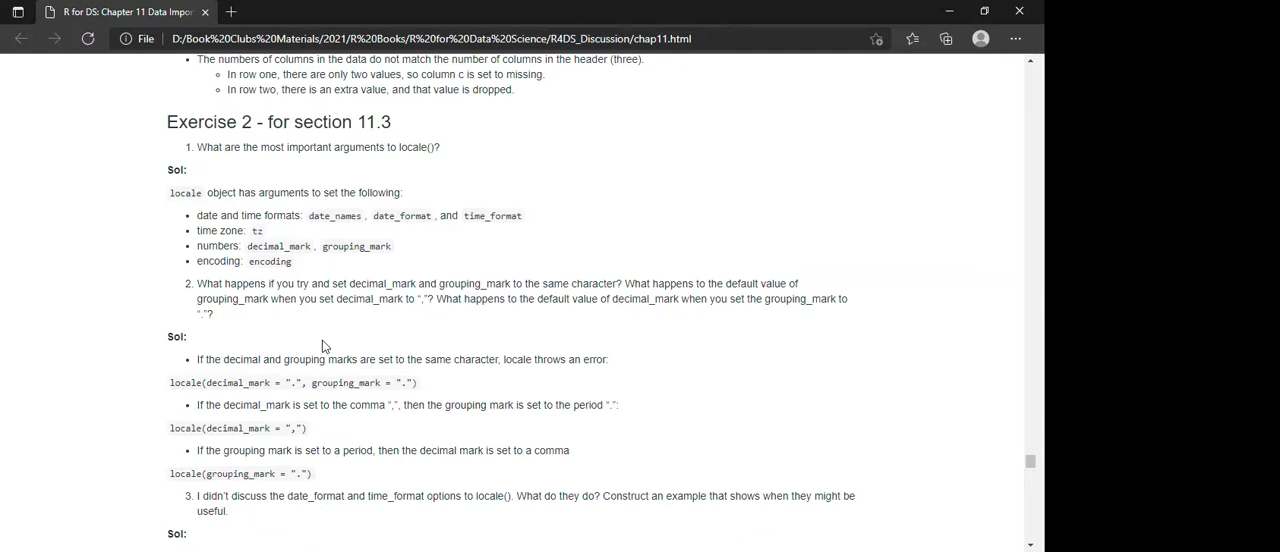 R for DS: Chapter 11 Data Impor
File
D:/Book%20Clubs%20Materials/2021/R%20Books/R%20for%20Data%20Science/R4DS_Discussion/chap11.html
The numbers of columns in the data do not match the number of columns in the header (three).
In row one, there are only two values, so column c is set to missing.
In row two, there is an extra value, and that value is dropped.
Exercise 2 - for section 11.3
1. What are the most important arguments to locale()?
Sol:
locale object has arguments to set the following:
date and time formats: date_names, date_format, and time_format
time zone: tz
numbers: decimal_mark, grouping_mark
encoding: encoding
2. What happens if you try and set decimal_mark and grouping_mark to the same character? What happens to the default value of
grouping_mark when you set decimal_mark to “,”? What happens to the default value of decimal_mark when you set the grouping_mark to
“.”?
Sol:
If the decimal and grouping marks are set to the same character, locale throws an error:
locale(decimal_mark = ".", grouping_mark = ".")
If the decimal_mark is set to the comma “,”, then the grouping mark is set to the period “.”:
locale(decimal_mark = ",")
If the grouping mark is set to a period, then the decimal mark is set to a comma
locale(grouping_mark = ".")
3. I didn’t discuss the date_format and time_format options to locale(). What do they do? Construct an example that shows when they might be
useful.
Sol: